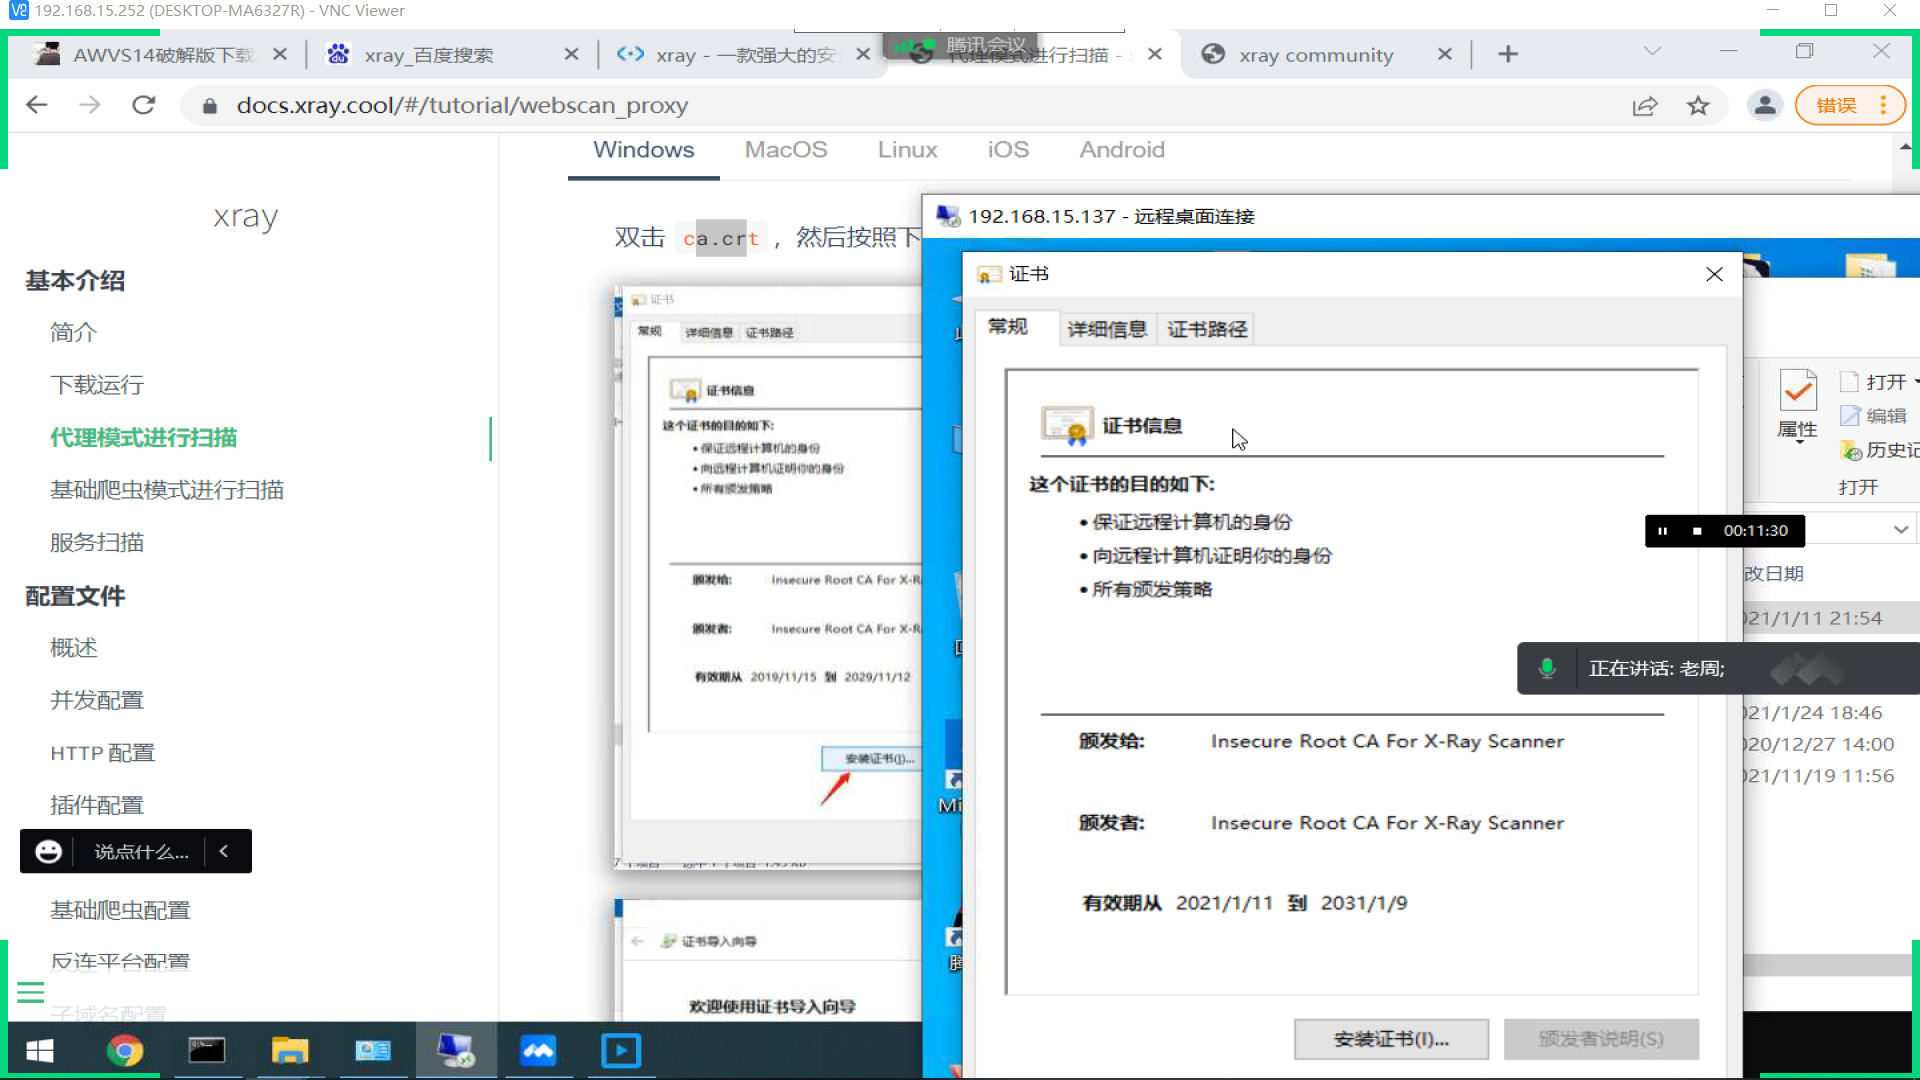 192.168.15.252 (DESKTOP-MA6327R) - VNC Viewer
AWVS14破解版下载
xray_百度搜索
xray - 一款强大的安
腾讯会议
代理模式进行扫描 -
xray community
docs.xray.cool/#/tutorial/webscan_proxy
错误
Windows
MacOS
Linux
iOS
Android
xray
基本介绍
简介
下载运行
代理模式进行扫描
基础爬虫模式进行扫描
服务扫描
配置文件
概述
并发配置
HTTP 配置
插件配置
说点什么...
基础爬虫配置
反连平台配置
子域名配置
双击 ca.crt ，然后按照下
证书
常规
详细信息
证书路径
证书信息
这个证书的目的如下:
• 保证远程计算机的身份
• 向远程计算机证明你的身份
• 所有颁发策略
颁发给: Insecure Root CA For X-R
颁发者: Insecure Root CA For X-R
有效期从 2019/11/15 到 2029/11/12
安装证书(I)...
证书导入向导
欢迎使用证书导入向导
192.168.15.137 - 远程桌面连接
证书
常规
详细信息
证书路径
证书信息
这个证书的目的如下:
• 保证远程计算机的身份
• 向远程计算机证明你的身份
• 所有颁发策略
颁发给: Insecure Root CA For X-Ray Scanner
颁发者: Insecure Root CA For X-Ray Scanner
有效期从 2021/1/11 到 2031/1/9
安装证书(I)...
颁发者说明(S)
属性
打开
编辑
历史记
打开
00:11:30
改日期
021/1/11 21:54
正在讲话: 老周;
021/1/24 18:46
020/12/27 14:00
021/11/19 11:56
Mi